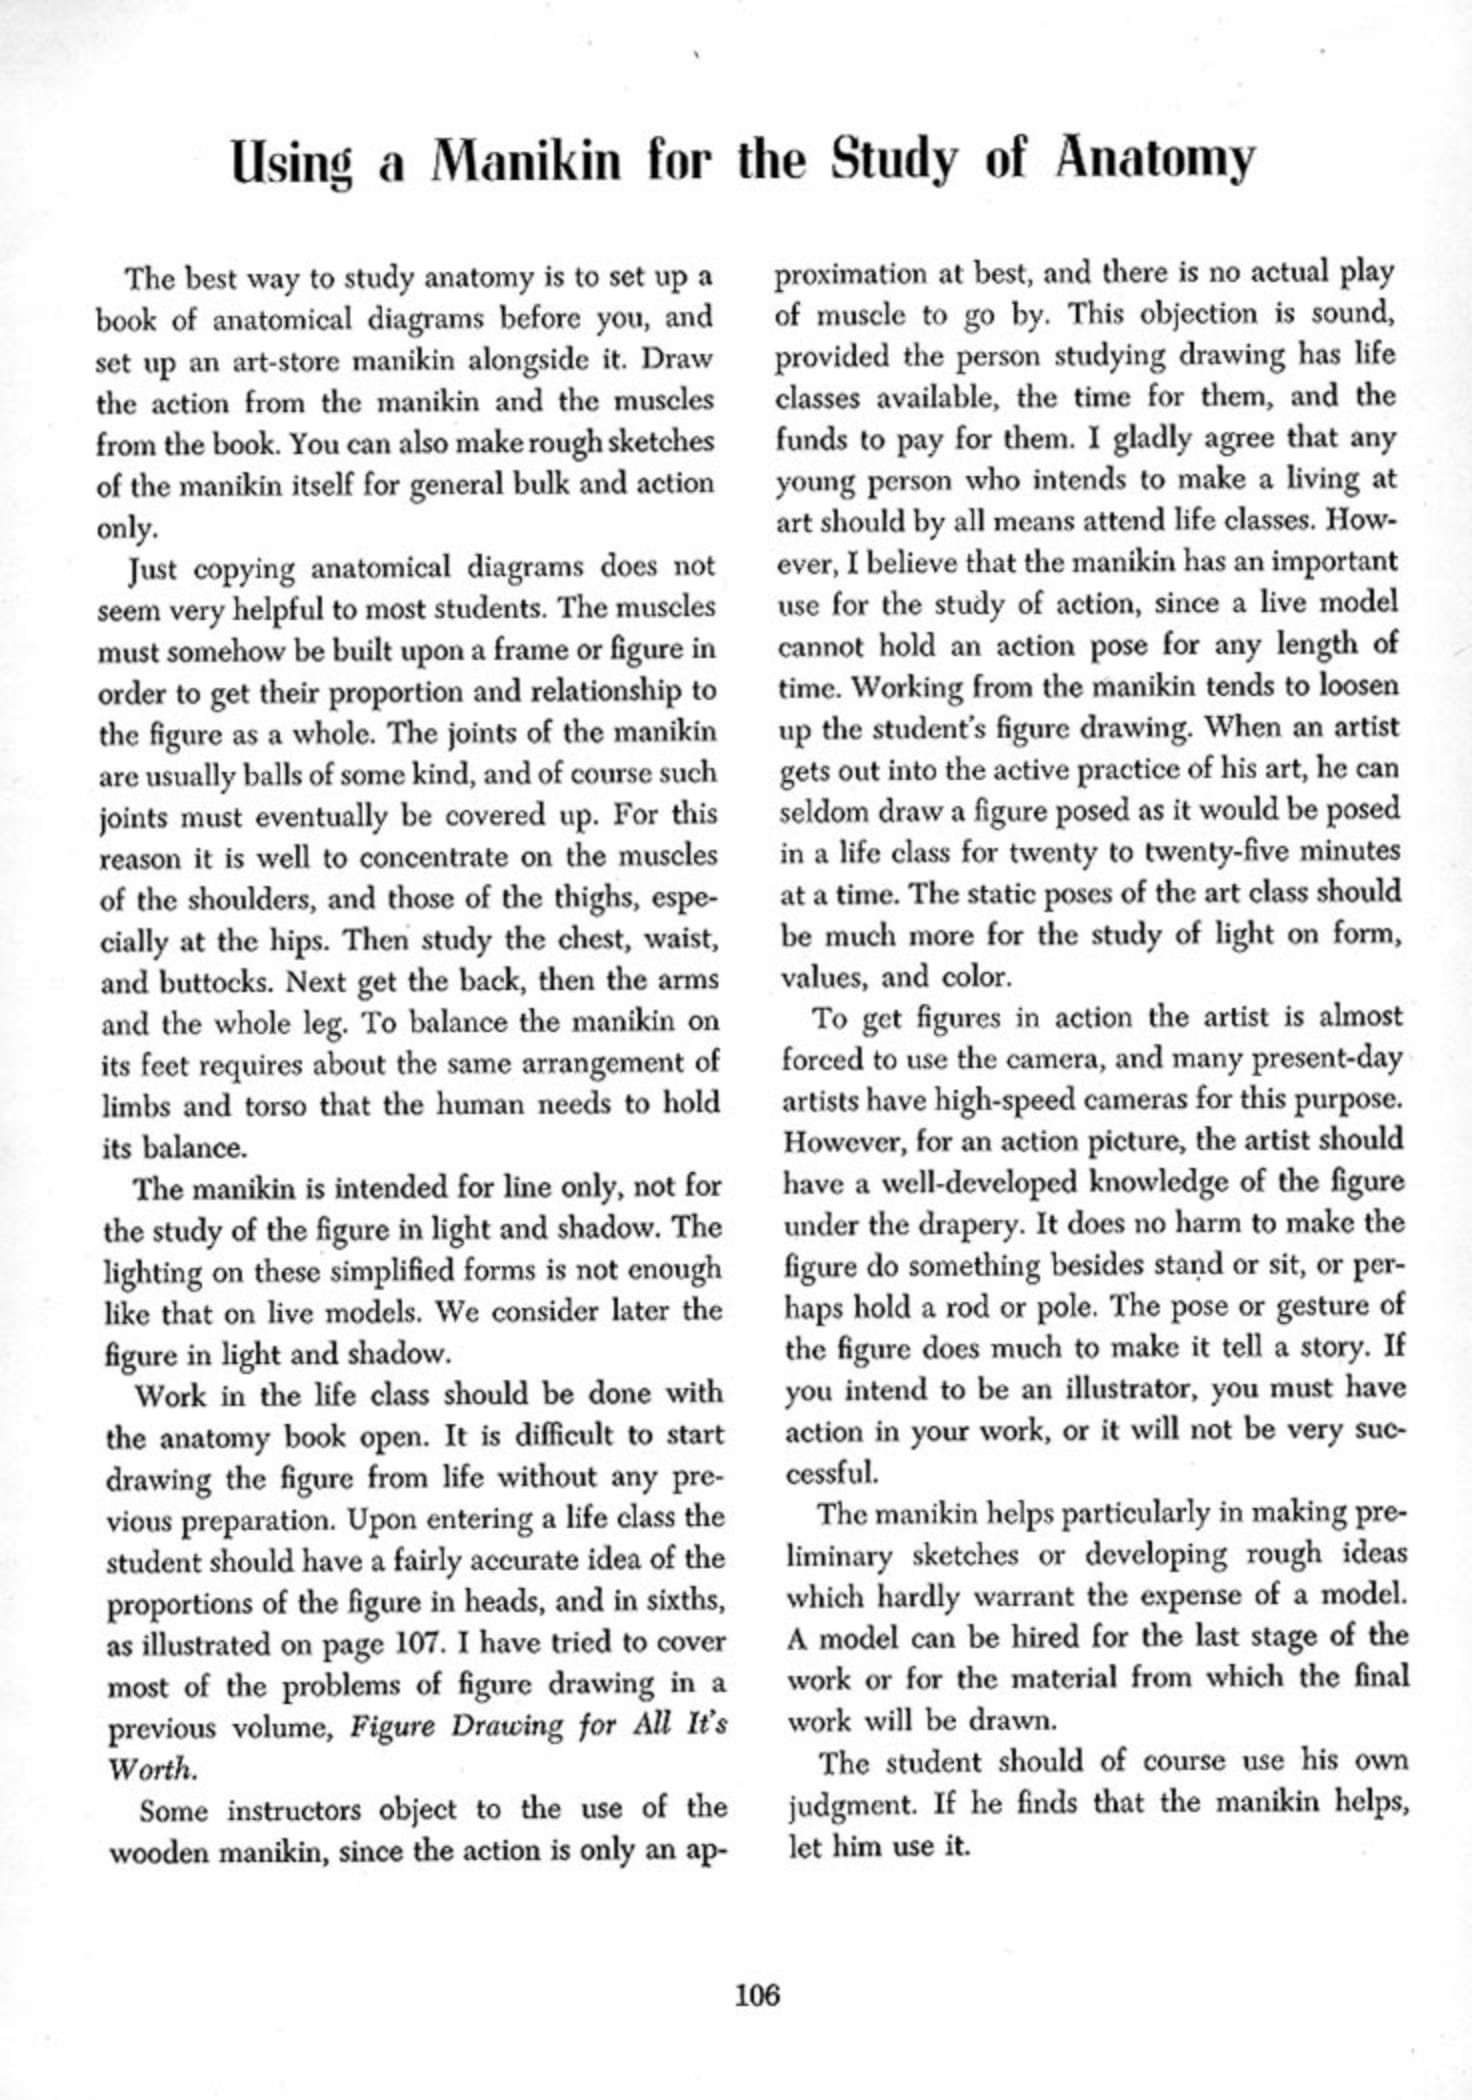 Using a Manikin for the Study of Anatomy
The best way to study anatomy is to set up a
book of anatomical diagrams before you, and
set up an art-store manikin alongside it. Draw
the action from the manikin and the muscles
from the book. You can also make rough sketches
of the manikin itself for general bulk and action
only.
Just copying anatomical diagrams does not
seem very helpful to most students. The muscles
must somehow be built upon a frame or figure in
order to get their proportion and relationship to
the figure as a whole. The joints of the manikin
are usually balls of some kind, and of course such
joints must eventually be covered up. For this
reason it is well to concentrate on the muscles
of the shoulders, and those of the thighs, espe-
cially at the hips. Then study the chest, waist,
and buttocks. Next get the back, then the arms
and the whole leg. To balance the manikin on
its feet requires about the same arrangement of
limbs and torso that the human needs to hold
its balance.
The manikin is intended for line only, not for
the study of the figure in light and shadow. The
lighting on these simplified forms is not enough
like that on live models. We consider later the
figure in light and shadow.
Work in the life class should be done with
the anatomy book open. It is difficult to start
drawing the figure from life without any pre-
vious preparation. Upon entering a life class the
student should have a fairly accurate idea of the
proportions of the figure in heads, and in sixths,
as illustrated on page 107. I have tried to cover
most of the problems of figure drawing in a
previous volume, Figure Drawing for All It's
Worth.
Some instructors object to the use of the
wooden manikin, since the action is only an ap-
proximation at best, and there is no actual play
of muscle to go by. This objection is sound,
provided the person studying drawing has life
classes available, the time for them, and the
funds to pay for them. I gladly agree that any
young person who intends to make a living at
art should by all means attend life classes. How-
ever, I believe that the manikin has an important
use for the study of action, since a live model
cannot hold an action pose for any length of
time. Working from the manikin tends to loosen
up the student's figure drawing. When an artist
gets out into the active practice of his art, he can
seldom draw a figure posed as it would be posed
in a life class for twenty to twenty-five minutes
at a time. The static poses of the art class should
be much more for the study of light on form,
values, and color.
To get figures in action the artist is almost
forced to use the camera, and many present-day
artists have high-speed cameras for this purpose.
However, for an action picture, the artist should
have a well-developed knowledge of the figure
under the drapery. It does no harm to make the
figure do something besides stand or sit, or per-
haps hold a rod or pole. The pose or gesture of
the figure does much to make it tell a story. If
you intend to be an illustrator, you must have
action in your work, or it will not be very suc-
cessful.
The manikin helps particularly in making pre-
liminary sketches or developing rough ideas
which hardly warrant the expense of a model.
A model can be hired for the last stage of the
work or for the material from which the final
work will be drawn.
The student should of course use his own
judgment. If he finds that the manikin helps,
let him use it.
106